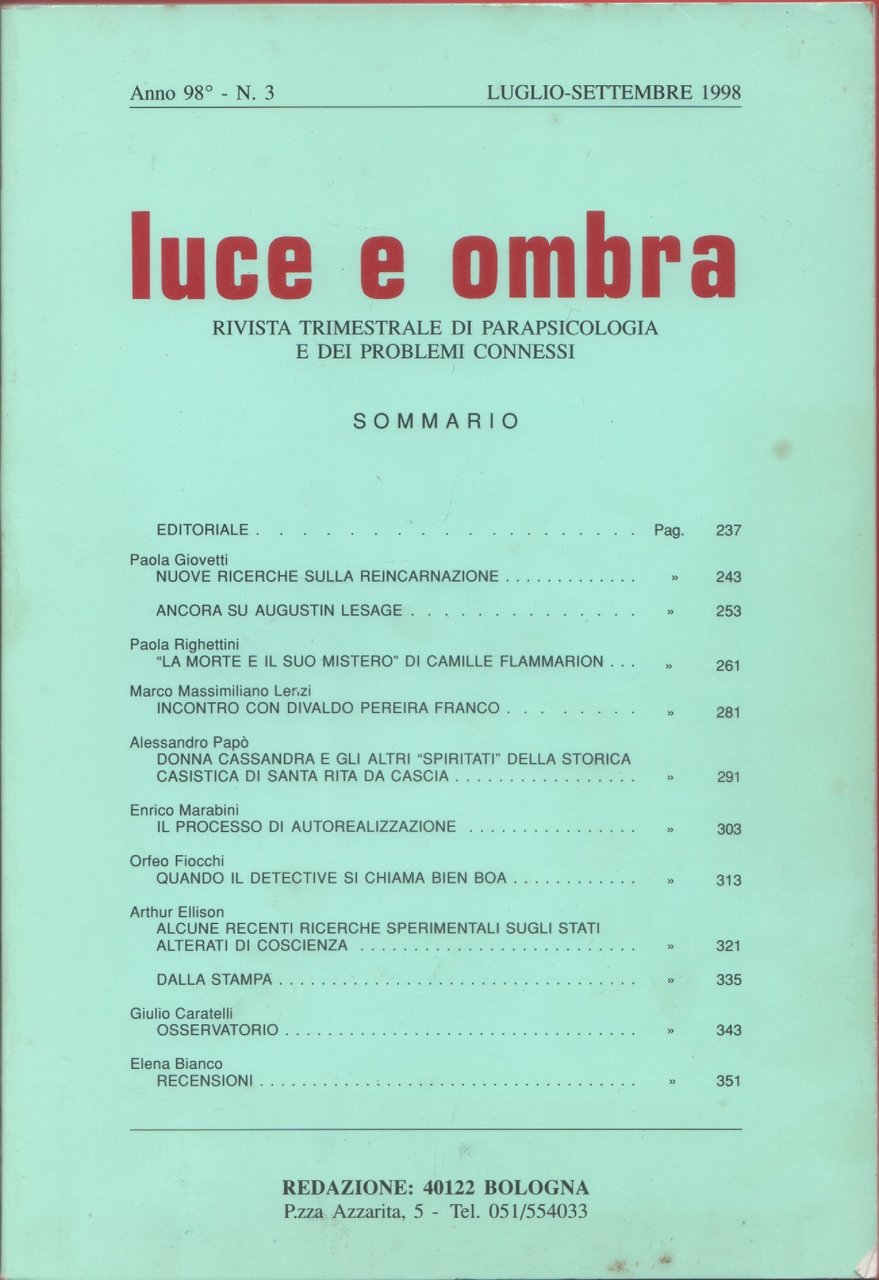 Anno 98° - N. 3 LUGLIO-SETTEMBRE 1998
luce e ombra
RIVISTA TRIMESTRALE DI PARAPSICOLOGIA
E DEI PROBLEMI CONNESSI
SOMMARIO
EDITORIALE . . . . . . . . . . . . . . . . . . . . Pag. 237
Paola Giovetti
NUOVE RICERCHE SULLA REINCARNAZIONE . . . . . . . . . . . . . » 243
ANCORA SU AUGUSTIN LESAGE . . . . . . . . . . . . . » 253
Paola Righettini
“LA MORTE E IL SUO MISTERO” DI CAMILLE FLAMMARION . . . » 261
Marco Massimiliano Lenzi
INCONTRO CON DIVALDO PEREIRA FRANCO . . . . . . . . » 281
Alessandro Papò
DONNA CASSANDRA E GLI ALTRI “SPIRITATI” DELLA STORICA
CASISTICA DI SANTA RITA DA CASCIA . . . . . . . . . . . . . . . . . » 291
Enrico Marabini
IL PROCESSO DI AUTOREALIZZAZIONE . . . . . . . . . . . . . . . . » 303
Orfeo Fiocchi
QUANDO IL DETECTIVE SI CHIAMA BIEN BOA . . . . . . . . . . . . » 313
Arthur Ellison
ALCUNE RECENTI RICERCHE SPERIMENTALI SUGLI STATI
ALTERATI DI COSCIENZA . . . . . . . . . . . . . . . . . . . . . . . . . . » 321
DALLA STAMPA . . . . . . . . . . . . . . . . . . . . . . . . . . . . . . . . . . » 335
Giulio Caratelli
OSSERVATORIO . . . . . . . . . . . . . . . . . . . . . . . . . . . . . . . . . » 343
Elena Bianco
RECENSIONI . . . . . . . . . . . . . . . . . . . . . . . . . . . . . . . . . . . . » 351
REDAZIONE: 40122 BOLOGNA
P.zza Azzarita, 5 - Tel. 051/554033